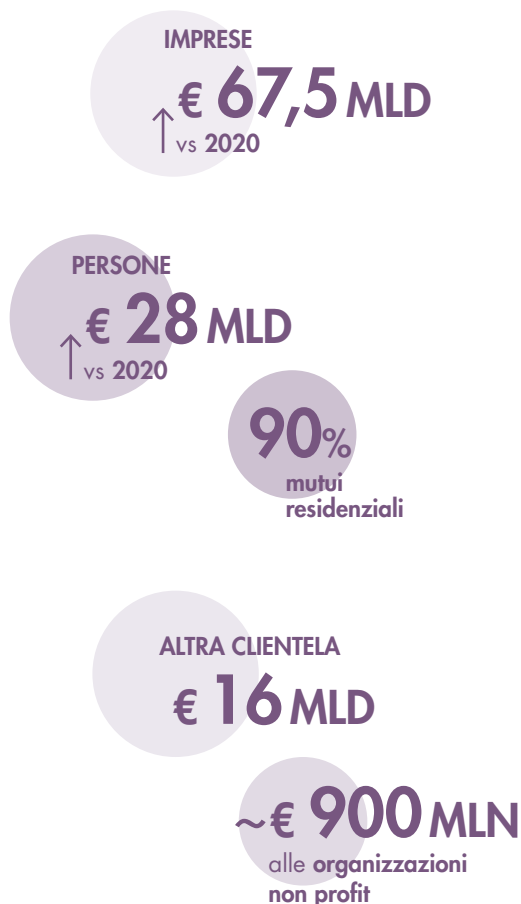 IMPRESE
€ 67,5 MLD
↑ vs 2020
PERSONE
€ 28 MLD
↑ vs 2020
90%
mutui
residenziali
ALTRA CLIENTELA
€ 16 MLD
~€ 900 MLN
alle organizzazioni
non profit